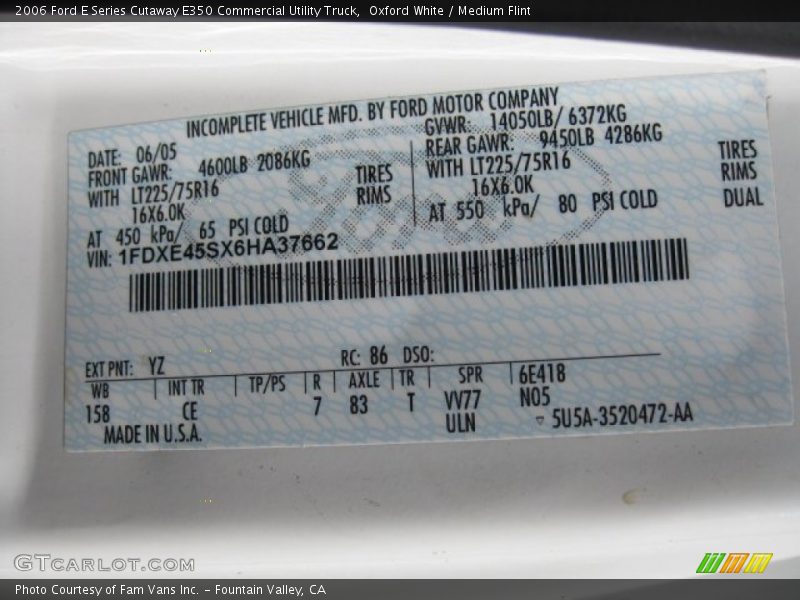 2006 Ford E Series Cutaway E350 Commercial Utility Truck,  Oxford White / Medium Flint
INCOMPLETE VEHICLE MFD. BY FORD MOTOR COMPANY
DATE: 06/05 GVWR: 14050LB/ 6372KG
FRONT GAWR: 4600LB 2086KG REAR GAWR: 9450LB 4286KG
WITH LT225/75R16 TIRES WITH LT225/75R16 TIRES
16X6.0K RIMS 16X6.0K RIMS
AT 450 kPa/ 65 PSI COLD AT 550 kPa/ 80 PSI COLD DUAL
VIN: 1FDXE45SX6HA37662
Ford
EXT PNT: YZ RC: 86 DSO:
WB INT TR TP/PS R AXLE TR SPR 6E418
158 CE 7 83 T VV77 N05
MADE IN U.S.A. ULN 5U5A-3520472-AA
GTCarLot.com
Photo Courtesy of Fam Vans Inc. – Fountain Valley, CA